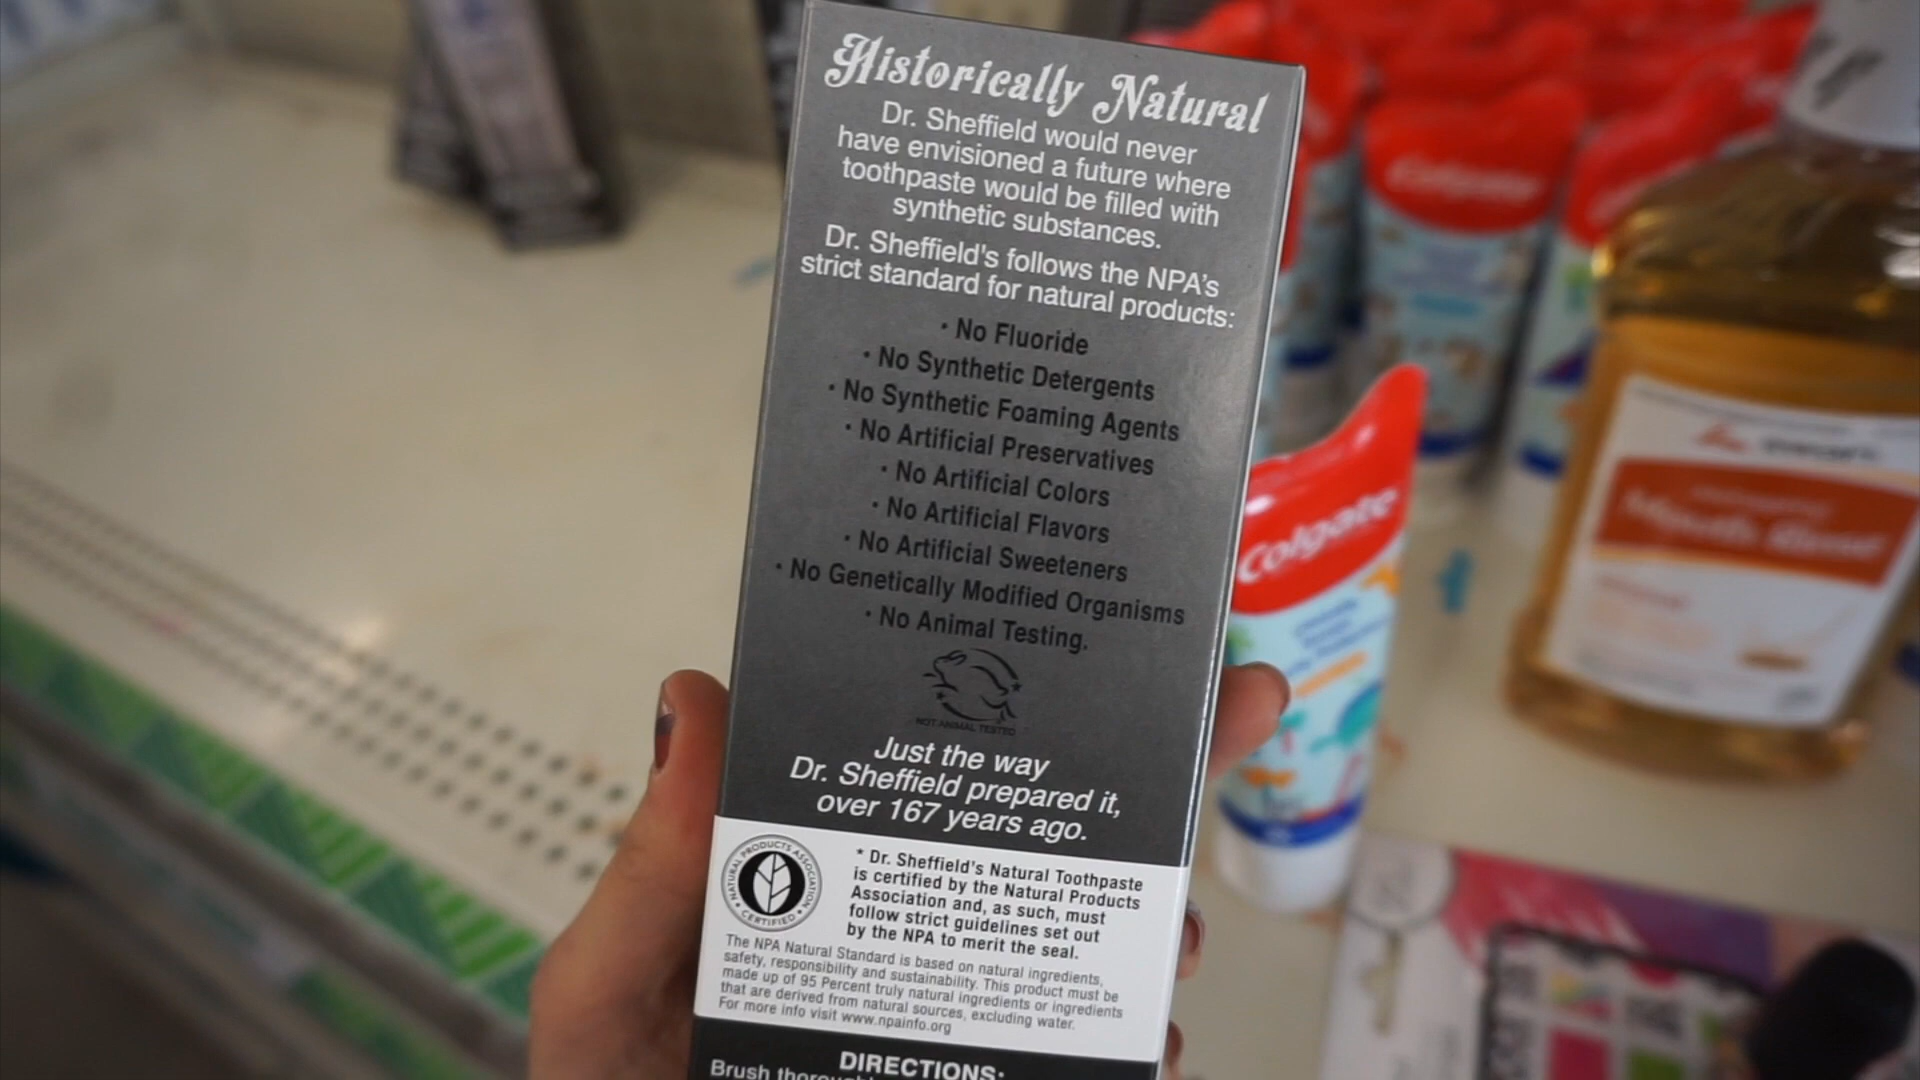 Historically Natural
Dr. Sheffield would never
have envisioned a future where
toothpaste would be filled with
synthetic substances.
Dr. Sheffield's follows the NPA's
strict standard for natural products:
· No Fluoride
· No Synthetic Detergents
· No Synthetic Foaming Agents
· No Artificial Preservatives
· No Artificial Colors
· No Artificial Flavors
· No Artificial Sweeteners
· No Genetically Modified Organisms
· No Animal Testing.
NOT ANIMAL TESTED
Just the way
Dr. Sheffield prepared it,
over 167 years ago.
NATURAL PRODUCTS ASSOCIATION
• CERTIFIED •
* Dr. Sheffield's Natural Toothpaste
is certified by the Natural Products
Association and, as such, must
follow strict guidelines set out
by the NPA to merit the seal.
The NPA Natural Standard is based on natural ingredients,
safety, responsibility and sustainability. This product must be
made up of 95 Percent truly natural ingredients or ingredients
that are derived from natural sources, excluding water.
For more info visit www.npainfo.org
DIRECTIONS:
Brush
Colgate
Colgate